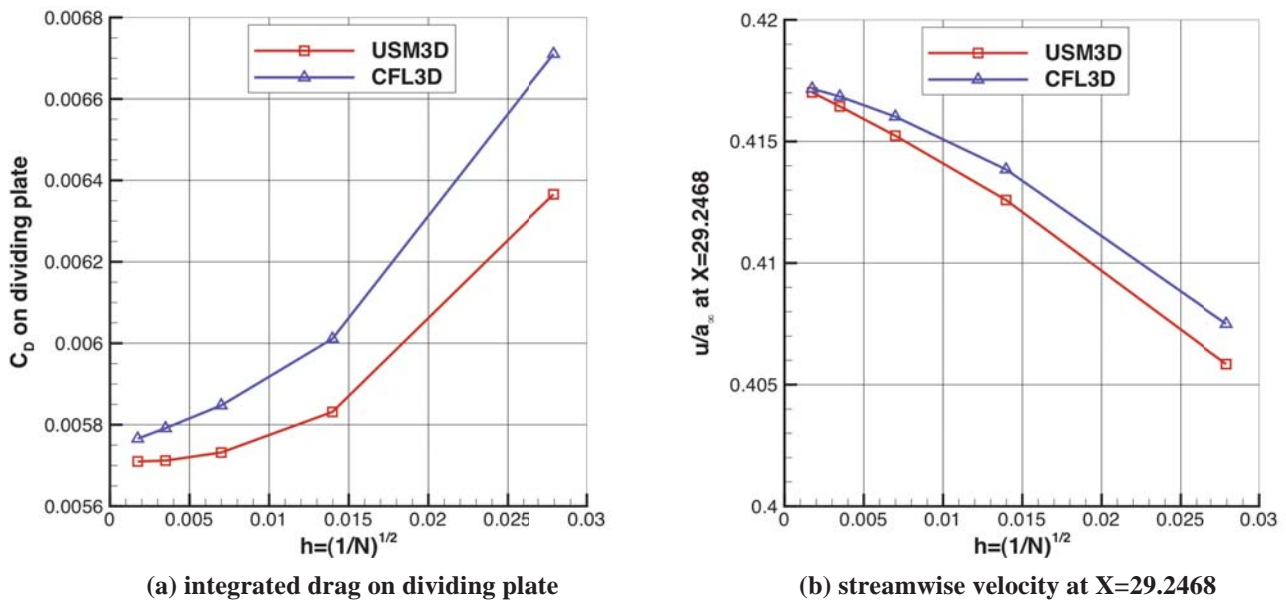 0.0068
0.0066
0.0064
0.0062
0.006
0.0058
0.0056
C_D on dividing plate
USM3D
CFL3D
0 0.005 0.01 0.015 0.02 0.025 0.03
h=(1/N)^1/2
(a) integrated drag on dividing plate
0.42
0.415
0.41
0.405
0.4
u/a_∞ at X=29.2468
USM3D
CFL3D
0 0.005 0.01 0.015 0.02 0.025 0.03
h=(1/N)^1/2
(b) streamwise velocity at X=29.2468